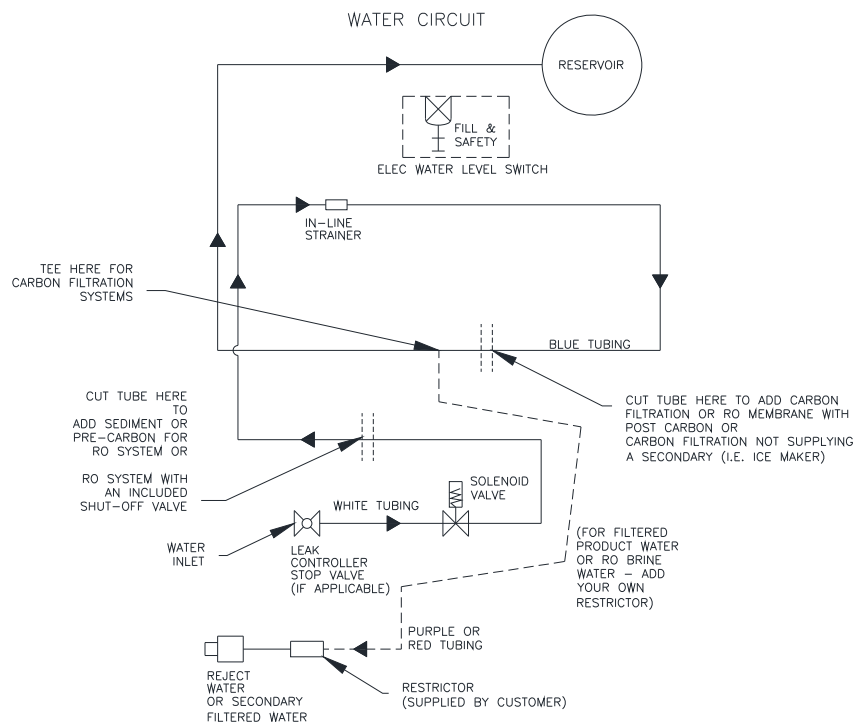 WATER CIRCUIT
RESERVOIR
FILL &
SAFETY
ELEC WATER LEVEL SWITCH
IN-LINE
STRAINER
TEE HERE FOR
CARBON FILTRATION
SYSTEMS
BLUE TUBING
CUT TUBE HERE
TO
ADD SEDIMENT OR
PRE-CARBON FOR
RO SYSTEM OR
RO SYSTEM WITH
AN INCLUDED
SHUT-OFF VALVE
CUT TUBE HERE TO ADD CARBON
FILTRATION OR RO MEMBRANE WITH
POST CARBON OR
CARBON FILTRATION NOT SUPPLYING
A SECONDARY (I.E. ICE MAKER)
SOLENOID
VALVE
WHITE TUBING
WATER
INLET
LEAK
CONTROLLER
STOP VALVE
(IF APPLICABLE)
(FOR FILTERED
PRODUCT WATER
OR RO BRINE
WATER - ADD
YOUR OWN
RESTRICTOR)
PURPLE OR
RED TUBING
REJECT
WATER
OR SECONDARY
FILTERED WATER
RESTRICTOR
(SUPPLIED BY CUSTOMER)